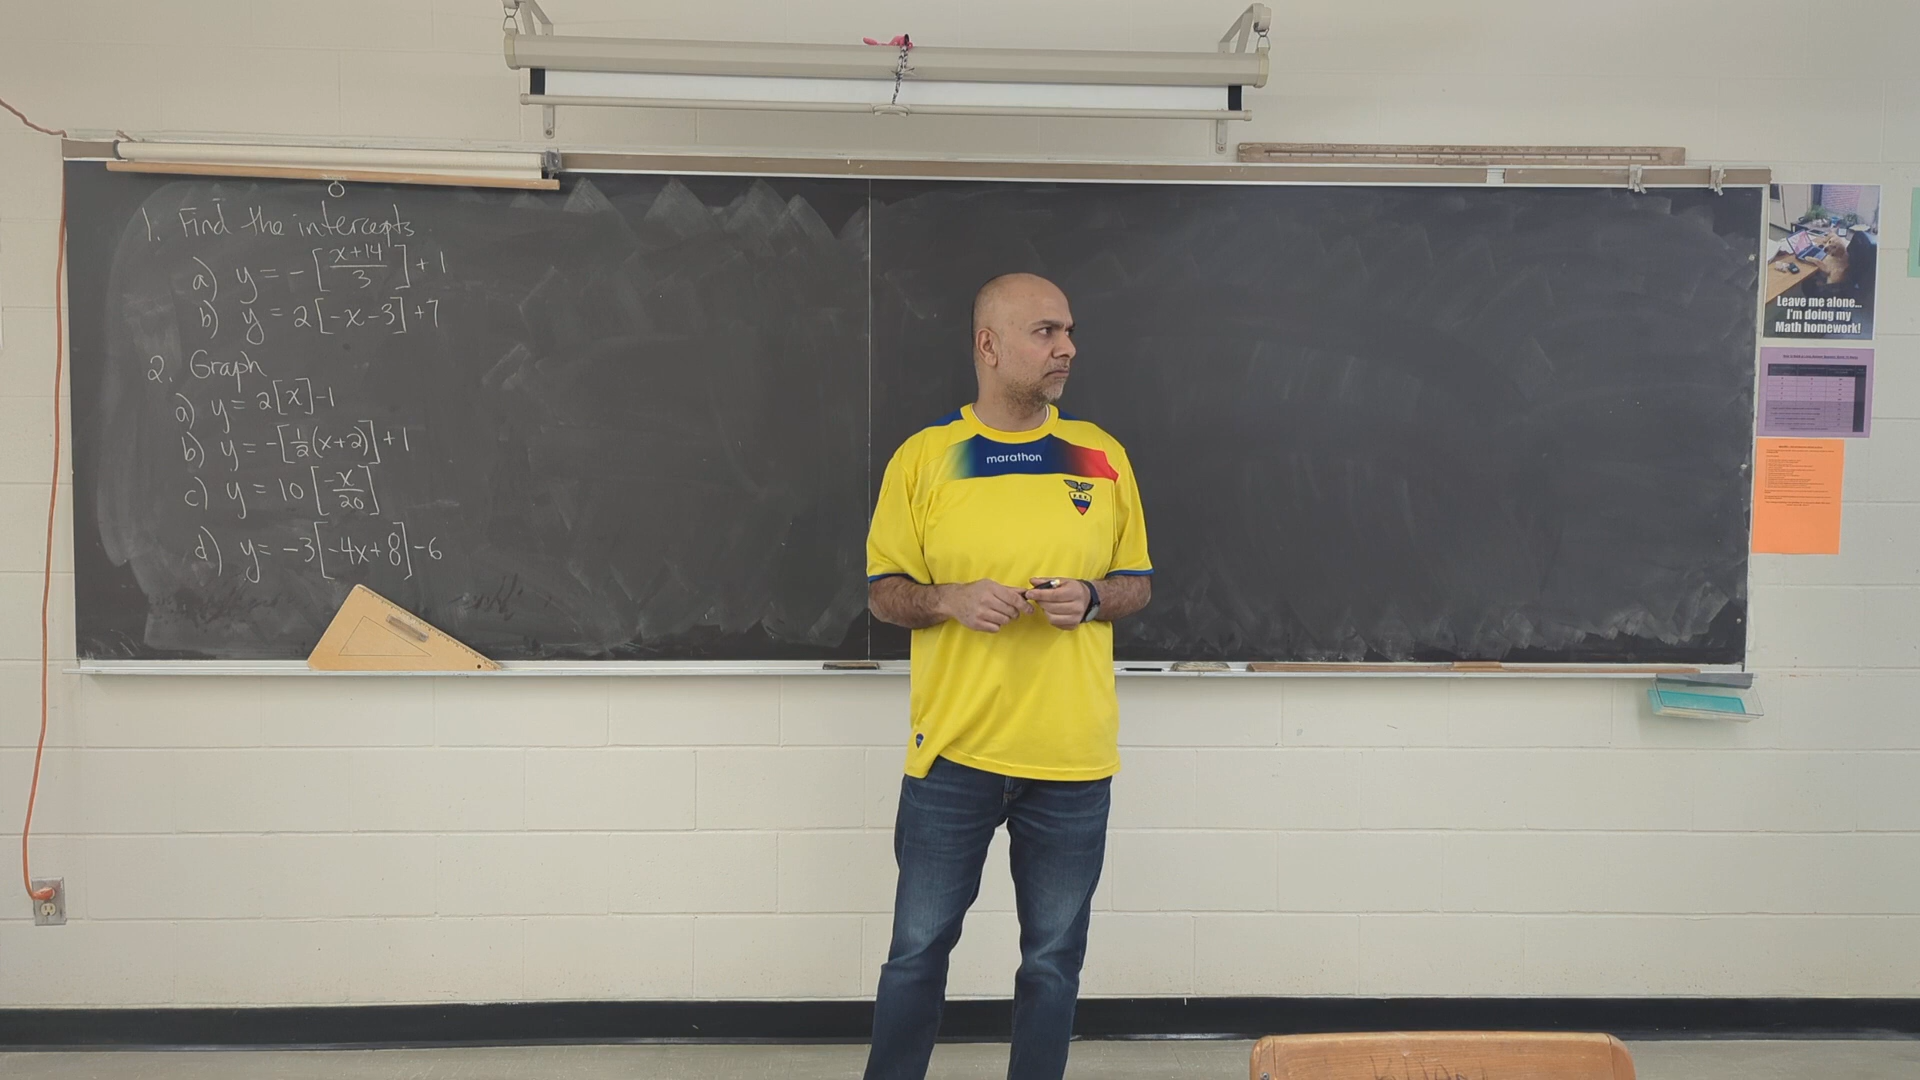 1. Find the intercepts
a) y = -[x+14/3] + 1
b) y = 2[-x-3]+7
2. Graph
a) y = 2[x]-1
b) y = -[1/2(x+2)]+1
c) y = 10[-x/20]
d) y = -3[-4x+8]-6
marathon
F.E.F.
Leave me alone...
I'm doing my
Math homework!